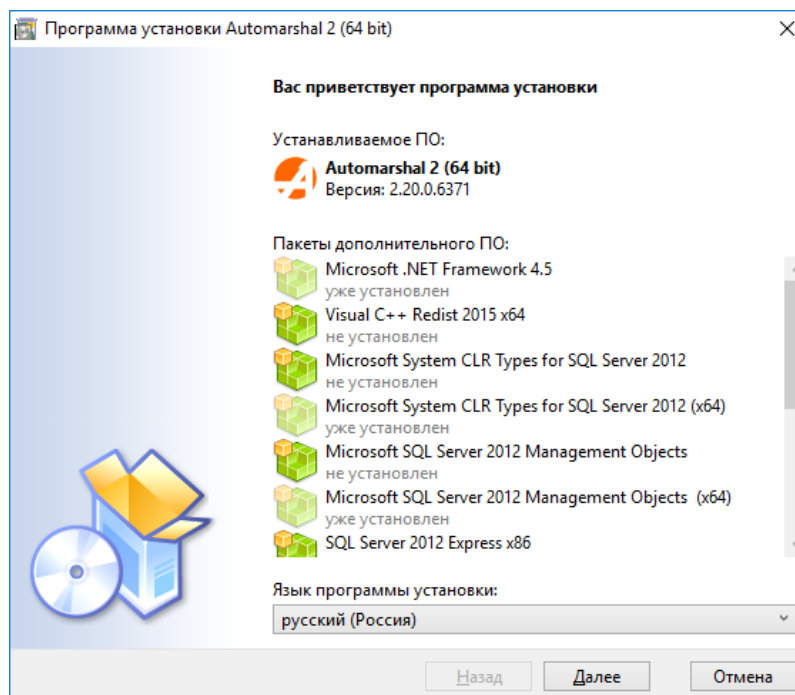 Программа установки Automarshal 2 (64 bit)
Вас приветствует программа установки
Устанавливаемое ПО:
Automarshal 2 (64 bit)
Версия: 2.20.0.6371
Пакеты дополнительного ПО:
Microsoft .NET Framework 4.5
уже установлен
Visual C++ Redist 2015 x64
не установлен
Microsoft System CLR Types for SQL Server 2012
не установлен
Microsoft System CLR Types for SQL Server 2012 (x64)
уже установлен
Microsoft SQL Server 2012 Management Objects
не установлен
Microsoft SQL Server 2012 Management Objects (x64)
уже установлен
SQL Server 2012 Express x86
Язык программы установки:
русский (Россия)
Назад Далее Отмена